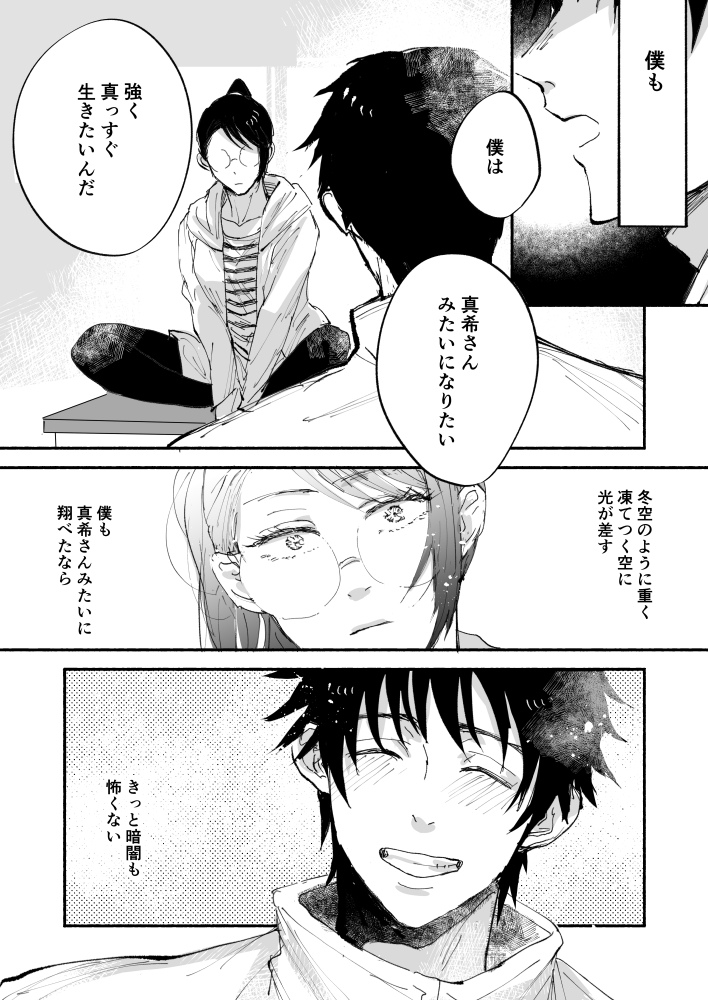 僕も
僕は
真希さん
みたいになりたい
強く
真っすぐ
生きたいんだ
冬空のように重く
凍てつく空に
光が差す
僕も
真希さんみたいに
翔べたなら
きっと暗闇も
怖くない